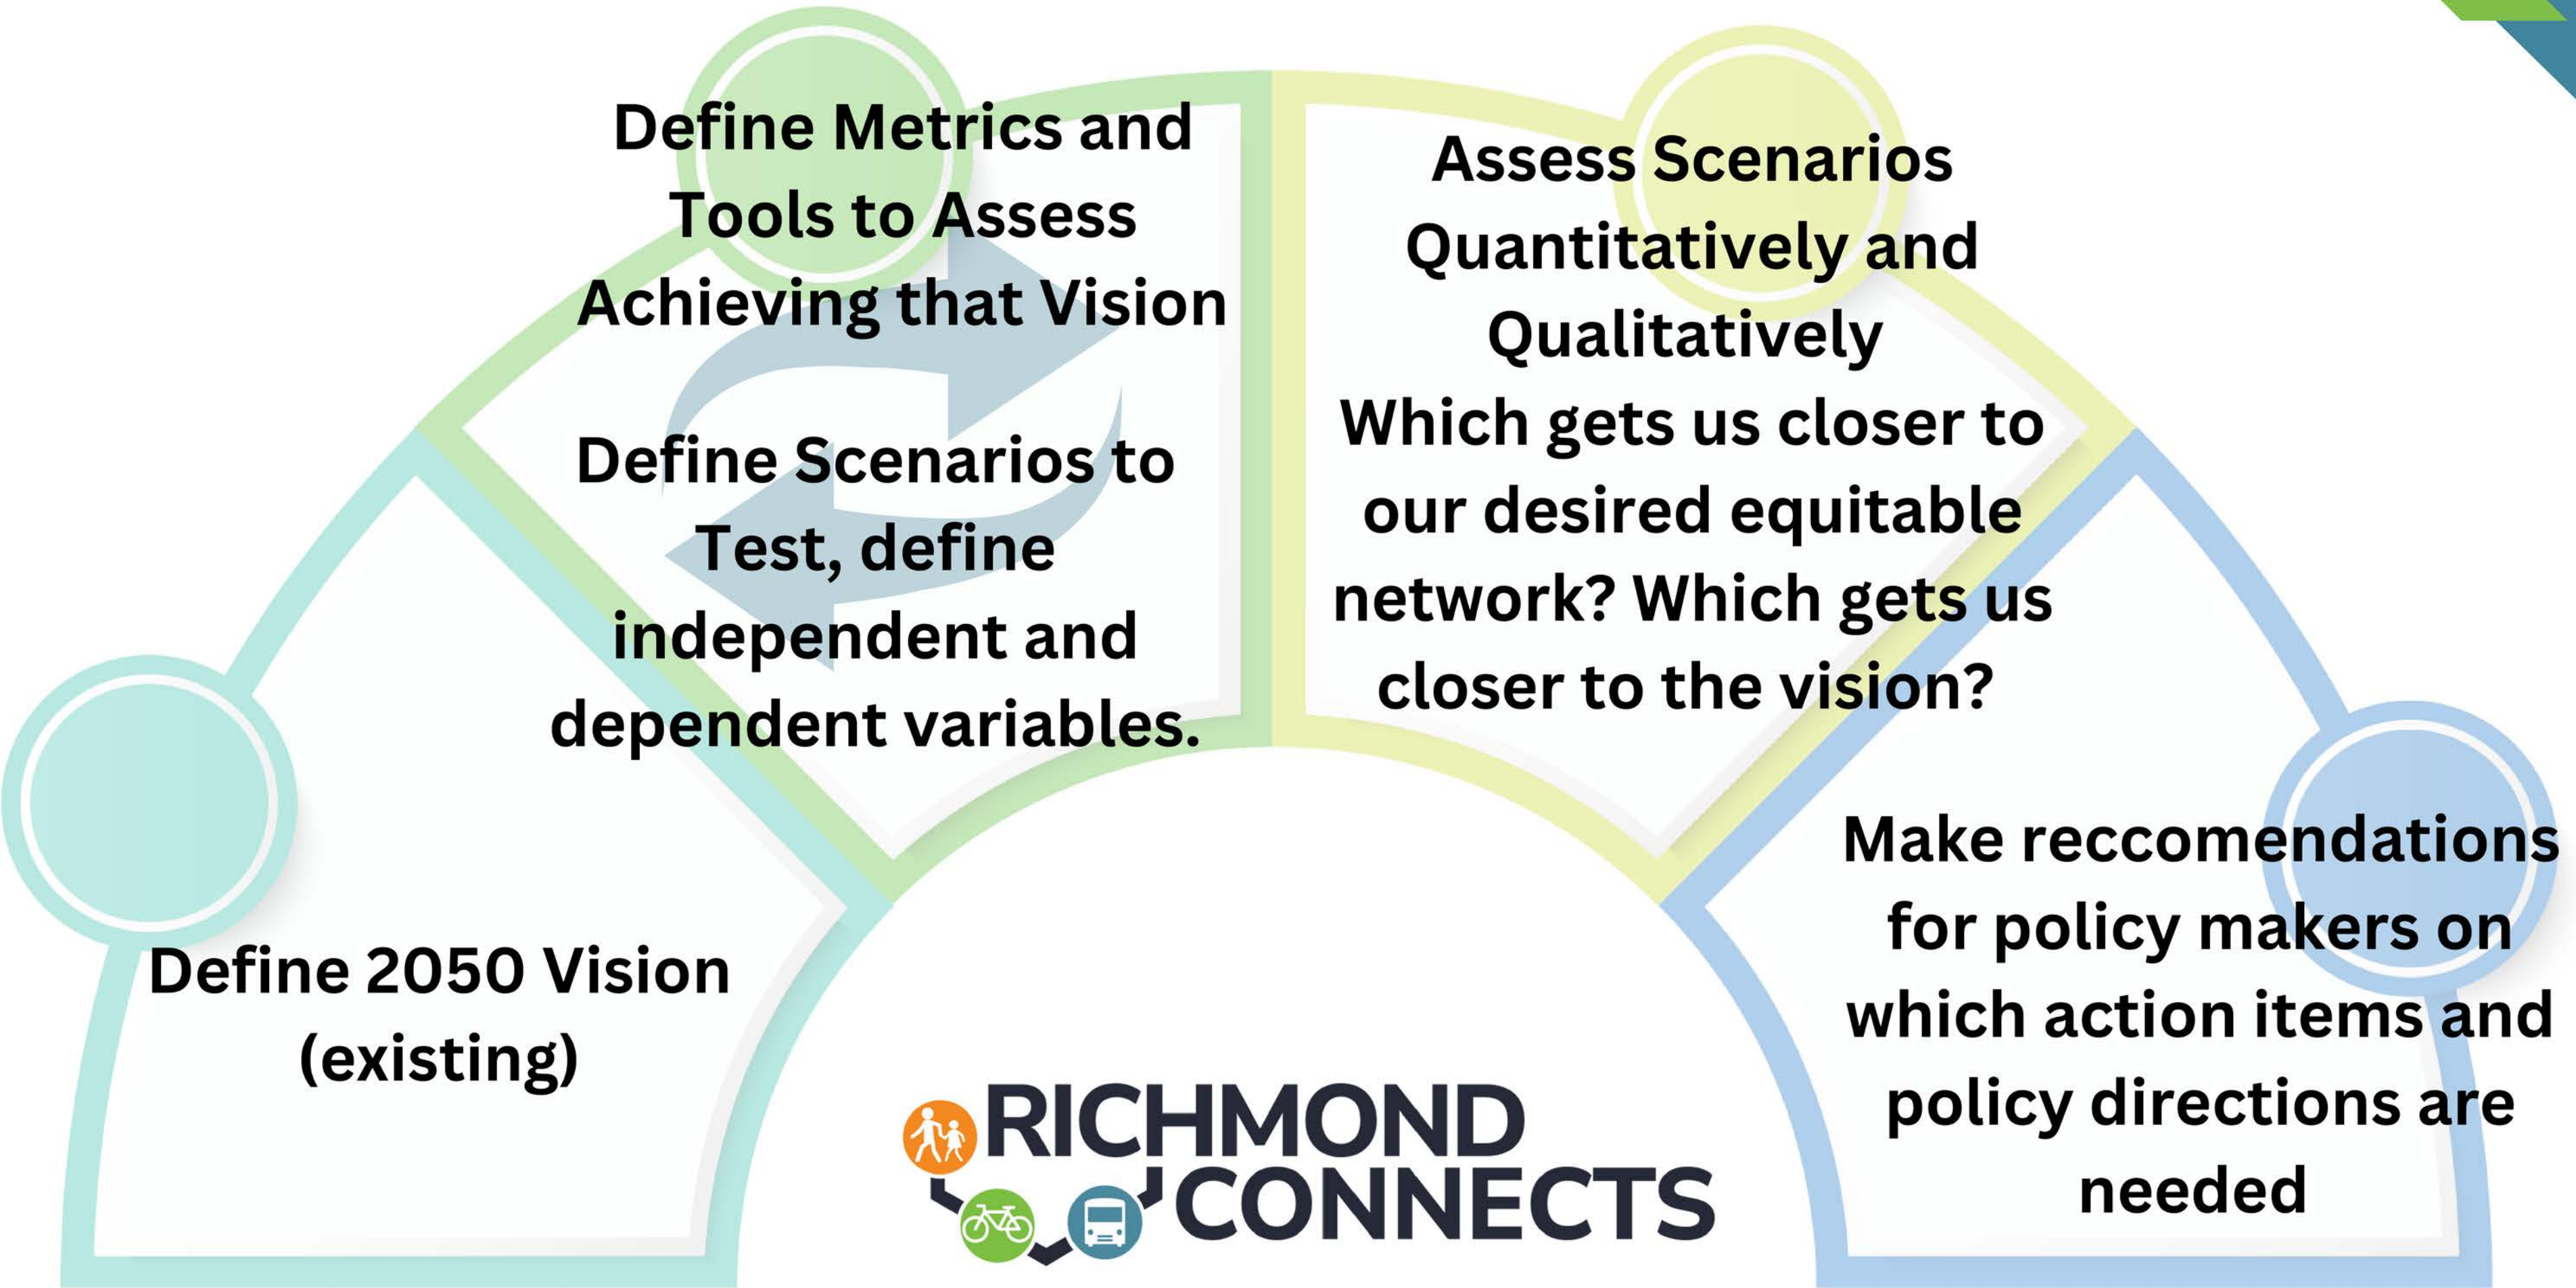 Define 2050 Vision
(existing)
Define Metrics and
Tools to Assess
Achieving that Vision
Define Scenarios to
Test, define
independent and
dependent variables.
Assess Scenarios
Quantitatively and
Qualitatively
Which gets us closer to
our desired equitable
network? Which gets us
closer to the vision?
Make reccomendations
for policy makers on
which action items and
policy directions are
needed
RICHMOND
CONNECTS